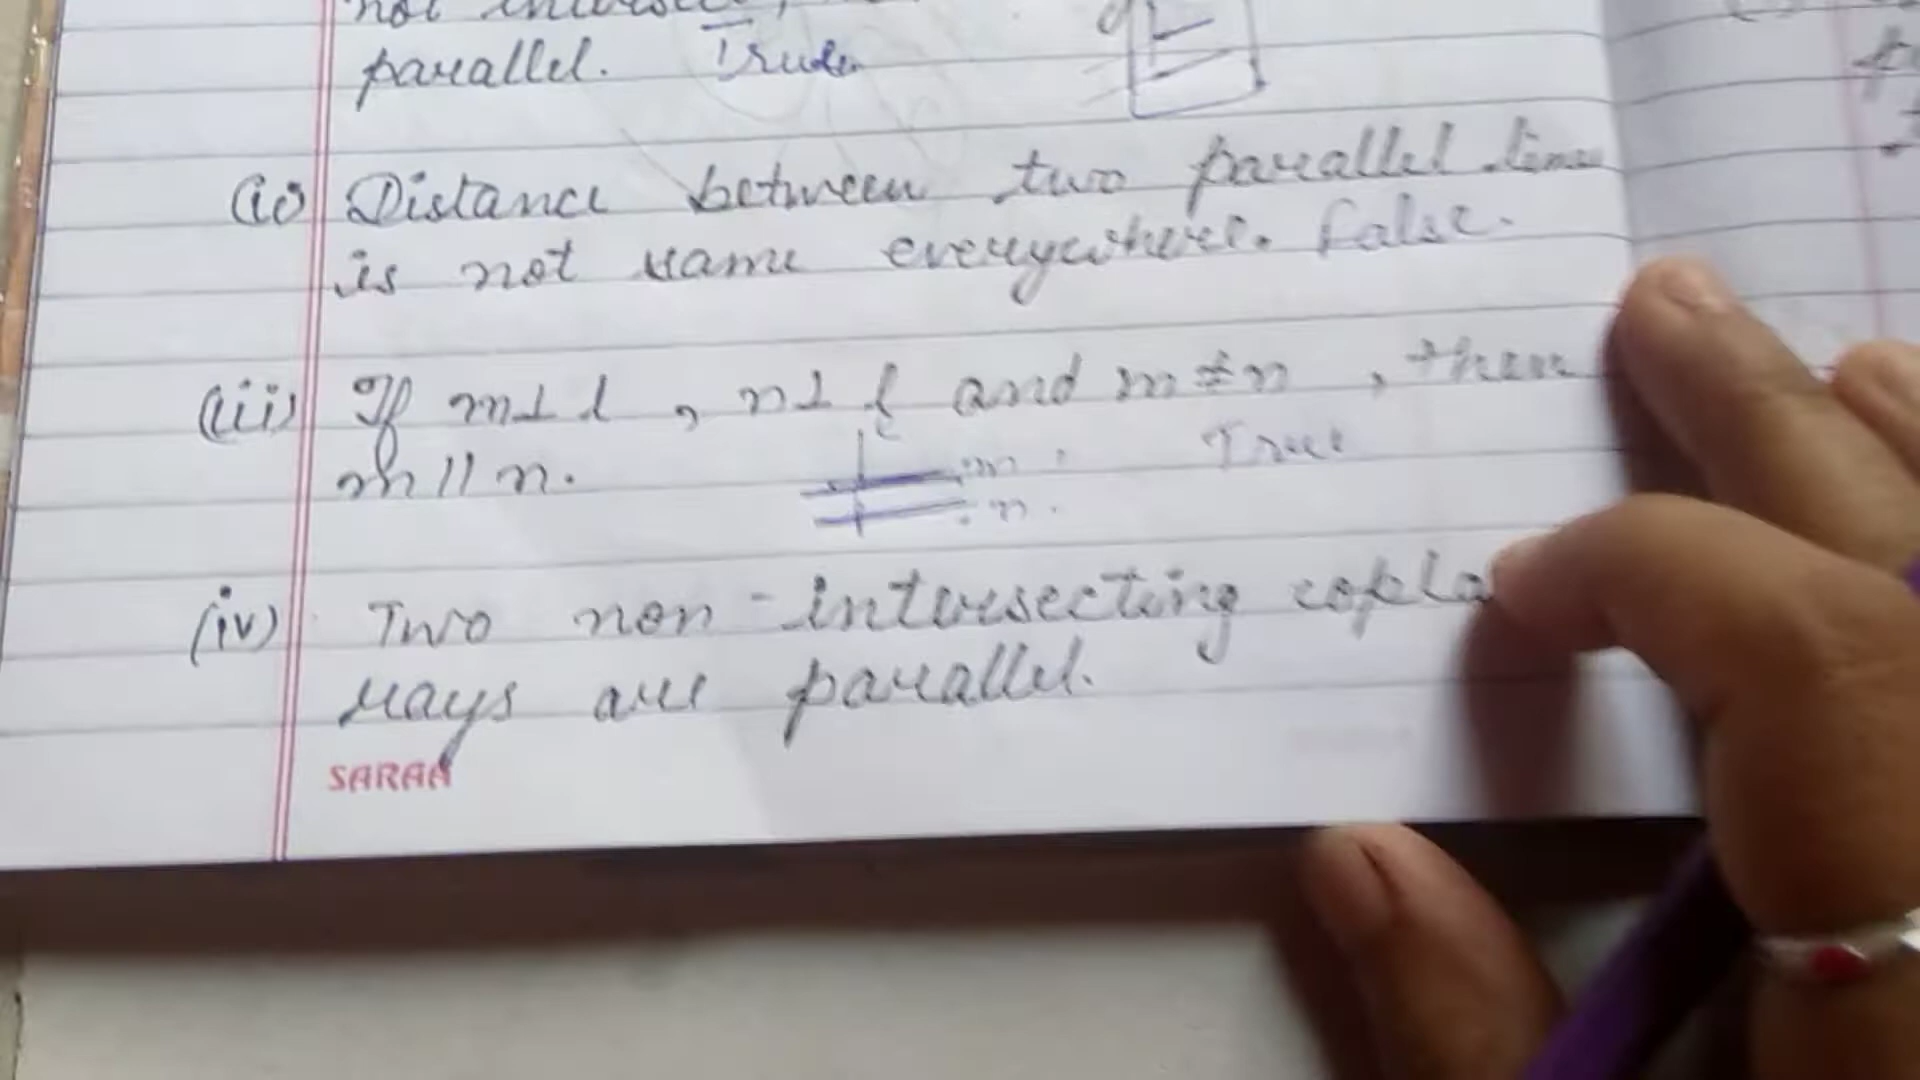 parallel. True
(ii) Distance between two parallel lines
is not same everywhere. False.
(iii) If m⊥l, n⊥l and m≠n, then
m||n. True
l
m
n.
(iv) Two non-intersecting copla
rays are parallel.
SARAA